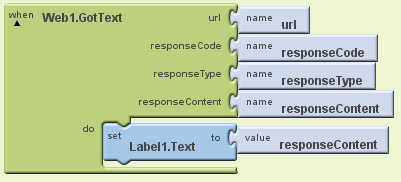 when Web1.GotText url name url
responseCode name responseCode
responseType name responseType
responseContent name responseContent
do set Label1.Text to value responseContent